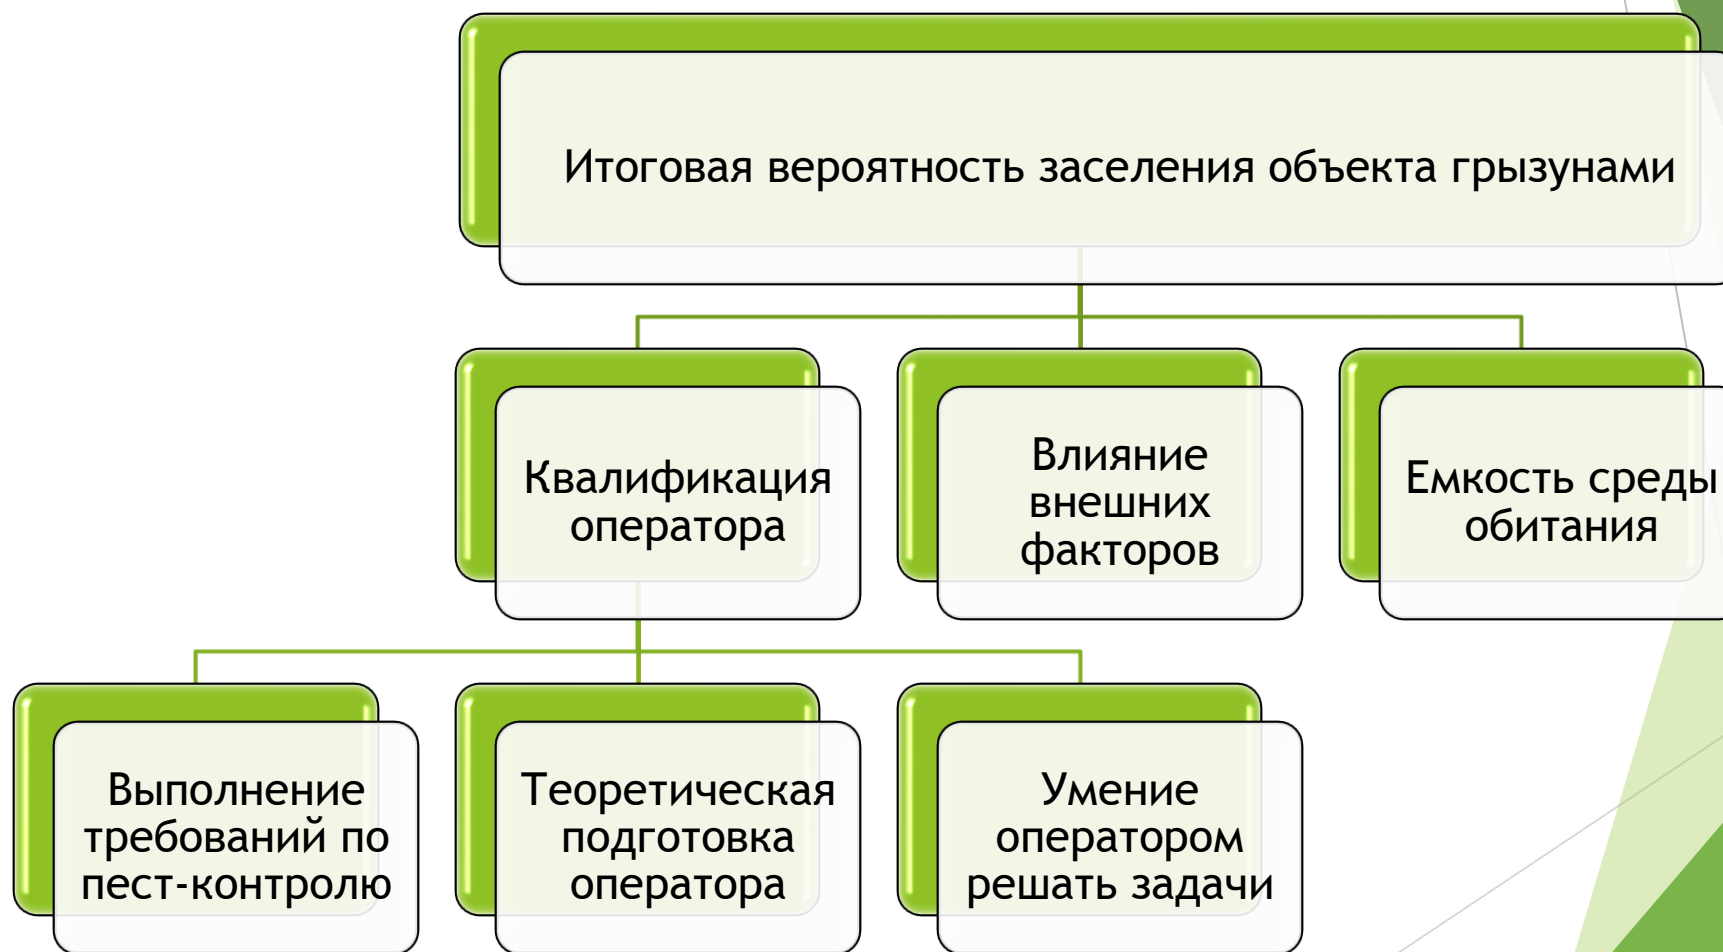 Итоговая вероятность заселения объекта грызунами
Квалификация
оператора
Влияние
внешних
факторов
Емкость среды
обитания
Выполнение
требований по
пест-контролю
Теоретическая
подготовка
оператора
Умение
оператором
решать задачи